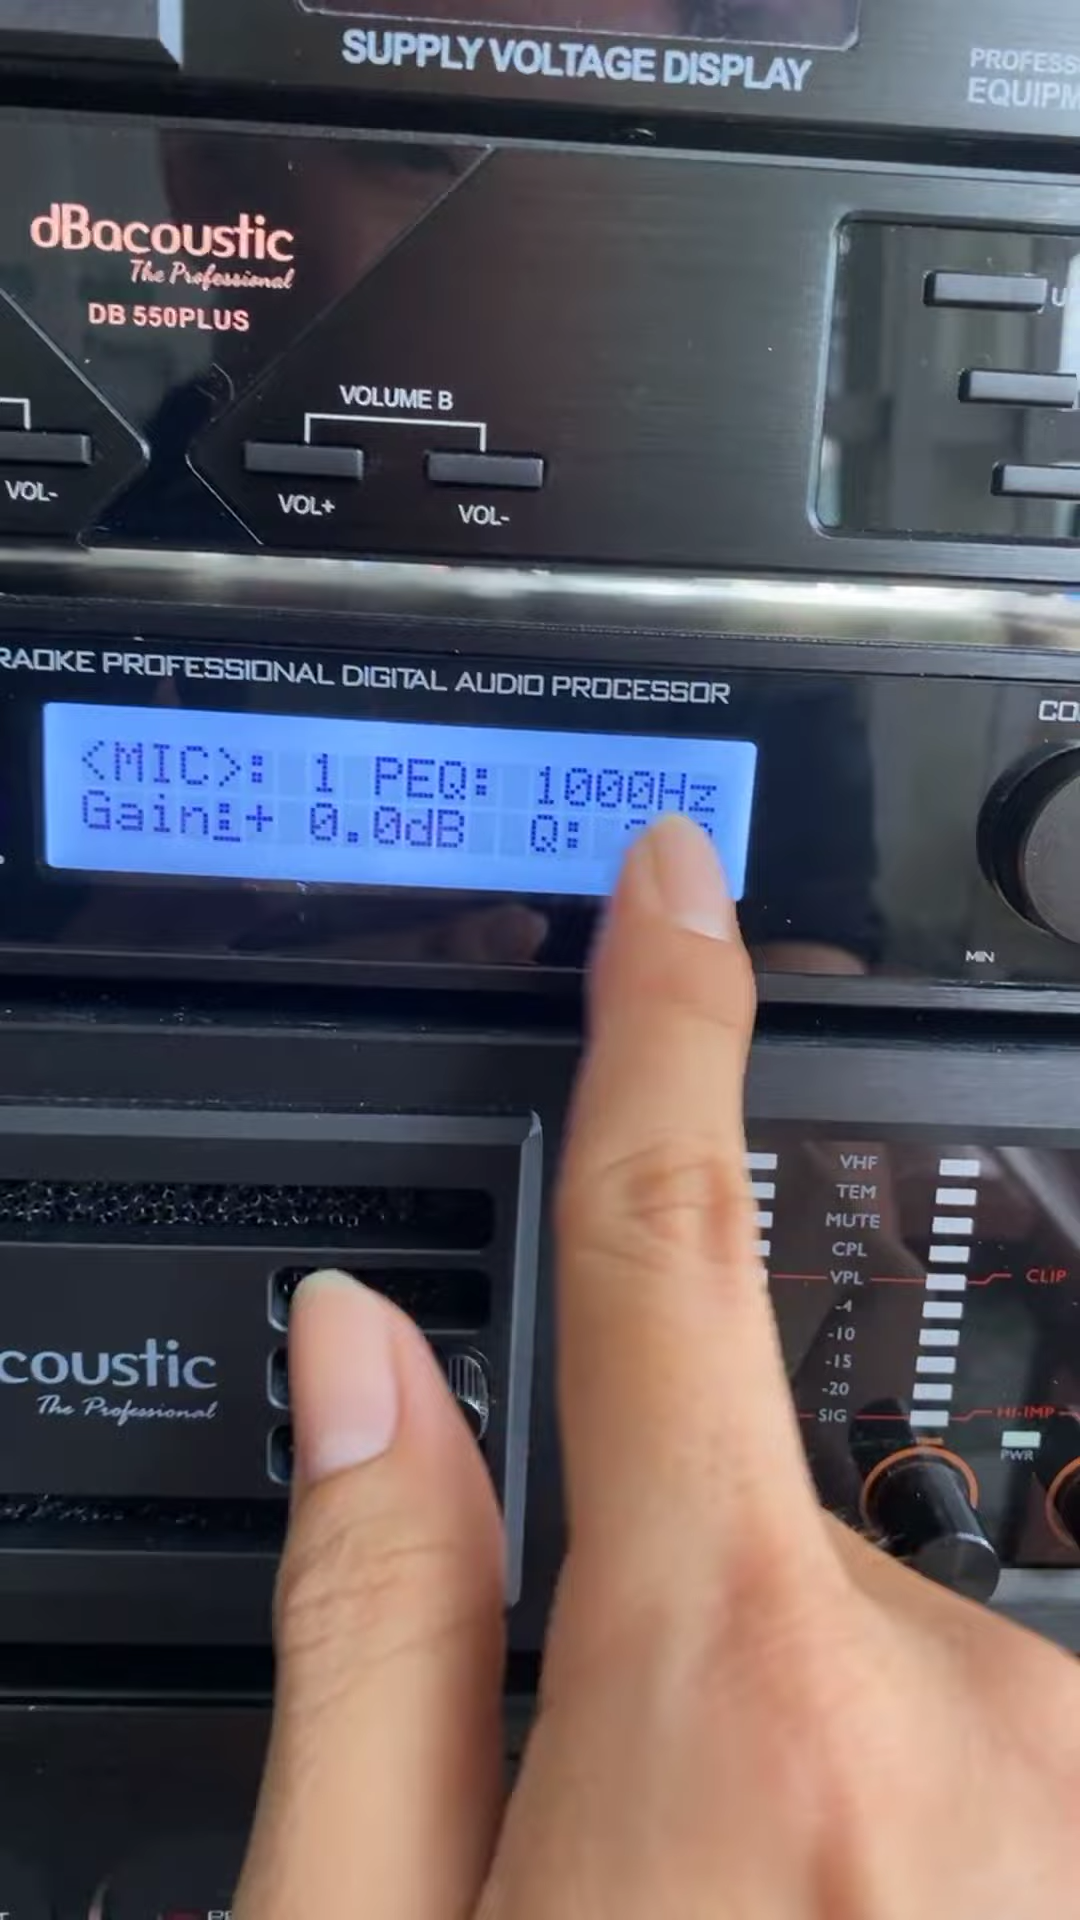 SUPPLY VOLTAGE DISPLAY
EQUIPM
dBacoustic
The Professional
DB 550PLUS
VOLUME B
VOL-
VOL+
VOL-
RAOKE PROFESSIONAL DIGITAL AUDIO PROCESSOR
<MIC>: 1 PEQ: 1000Hz
Gain:+ 0.0dB Q:
MIN
VHF
TEM
MUTE
CPL
VPL
CLIP
-4
-10
-15
-20
SIG
HI-IMP
PWR
coustic
The Professional